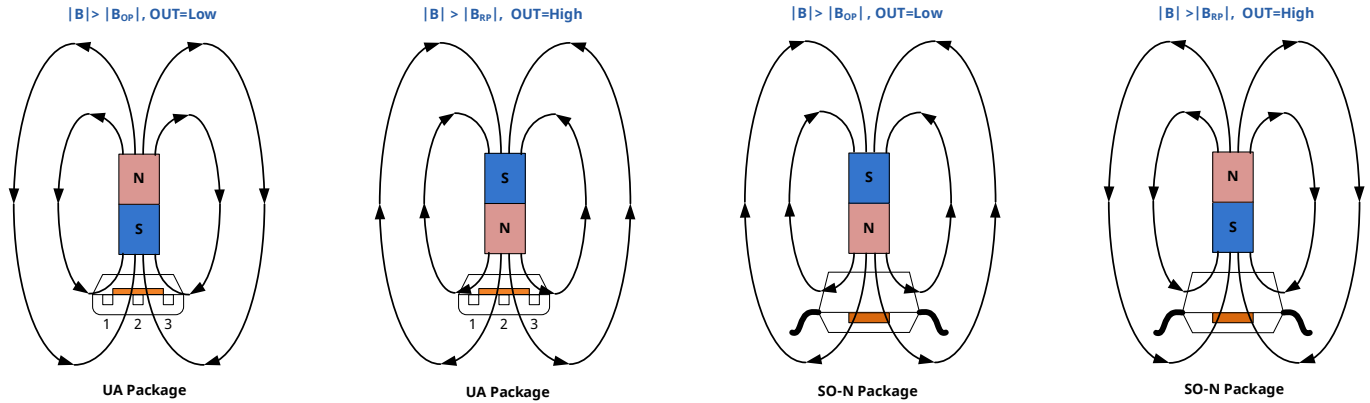 |B|> |BOP|, OUT=Low
|B| > |BRP|, OUT=High
|B|> |BOP|, OUT=Low
|B| >|BRP|, OUT=High
N
S
S
N
S
N
N
S
1 2 3
1 2 3
UA Package
UA Package
SO-N Package
SO-N Package